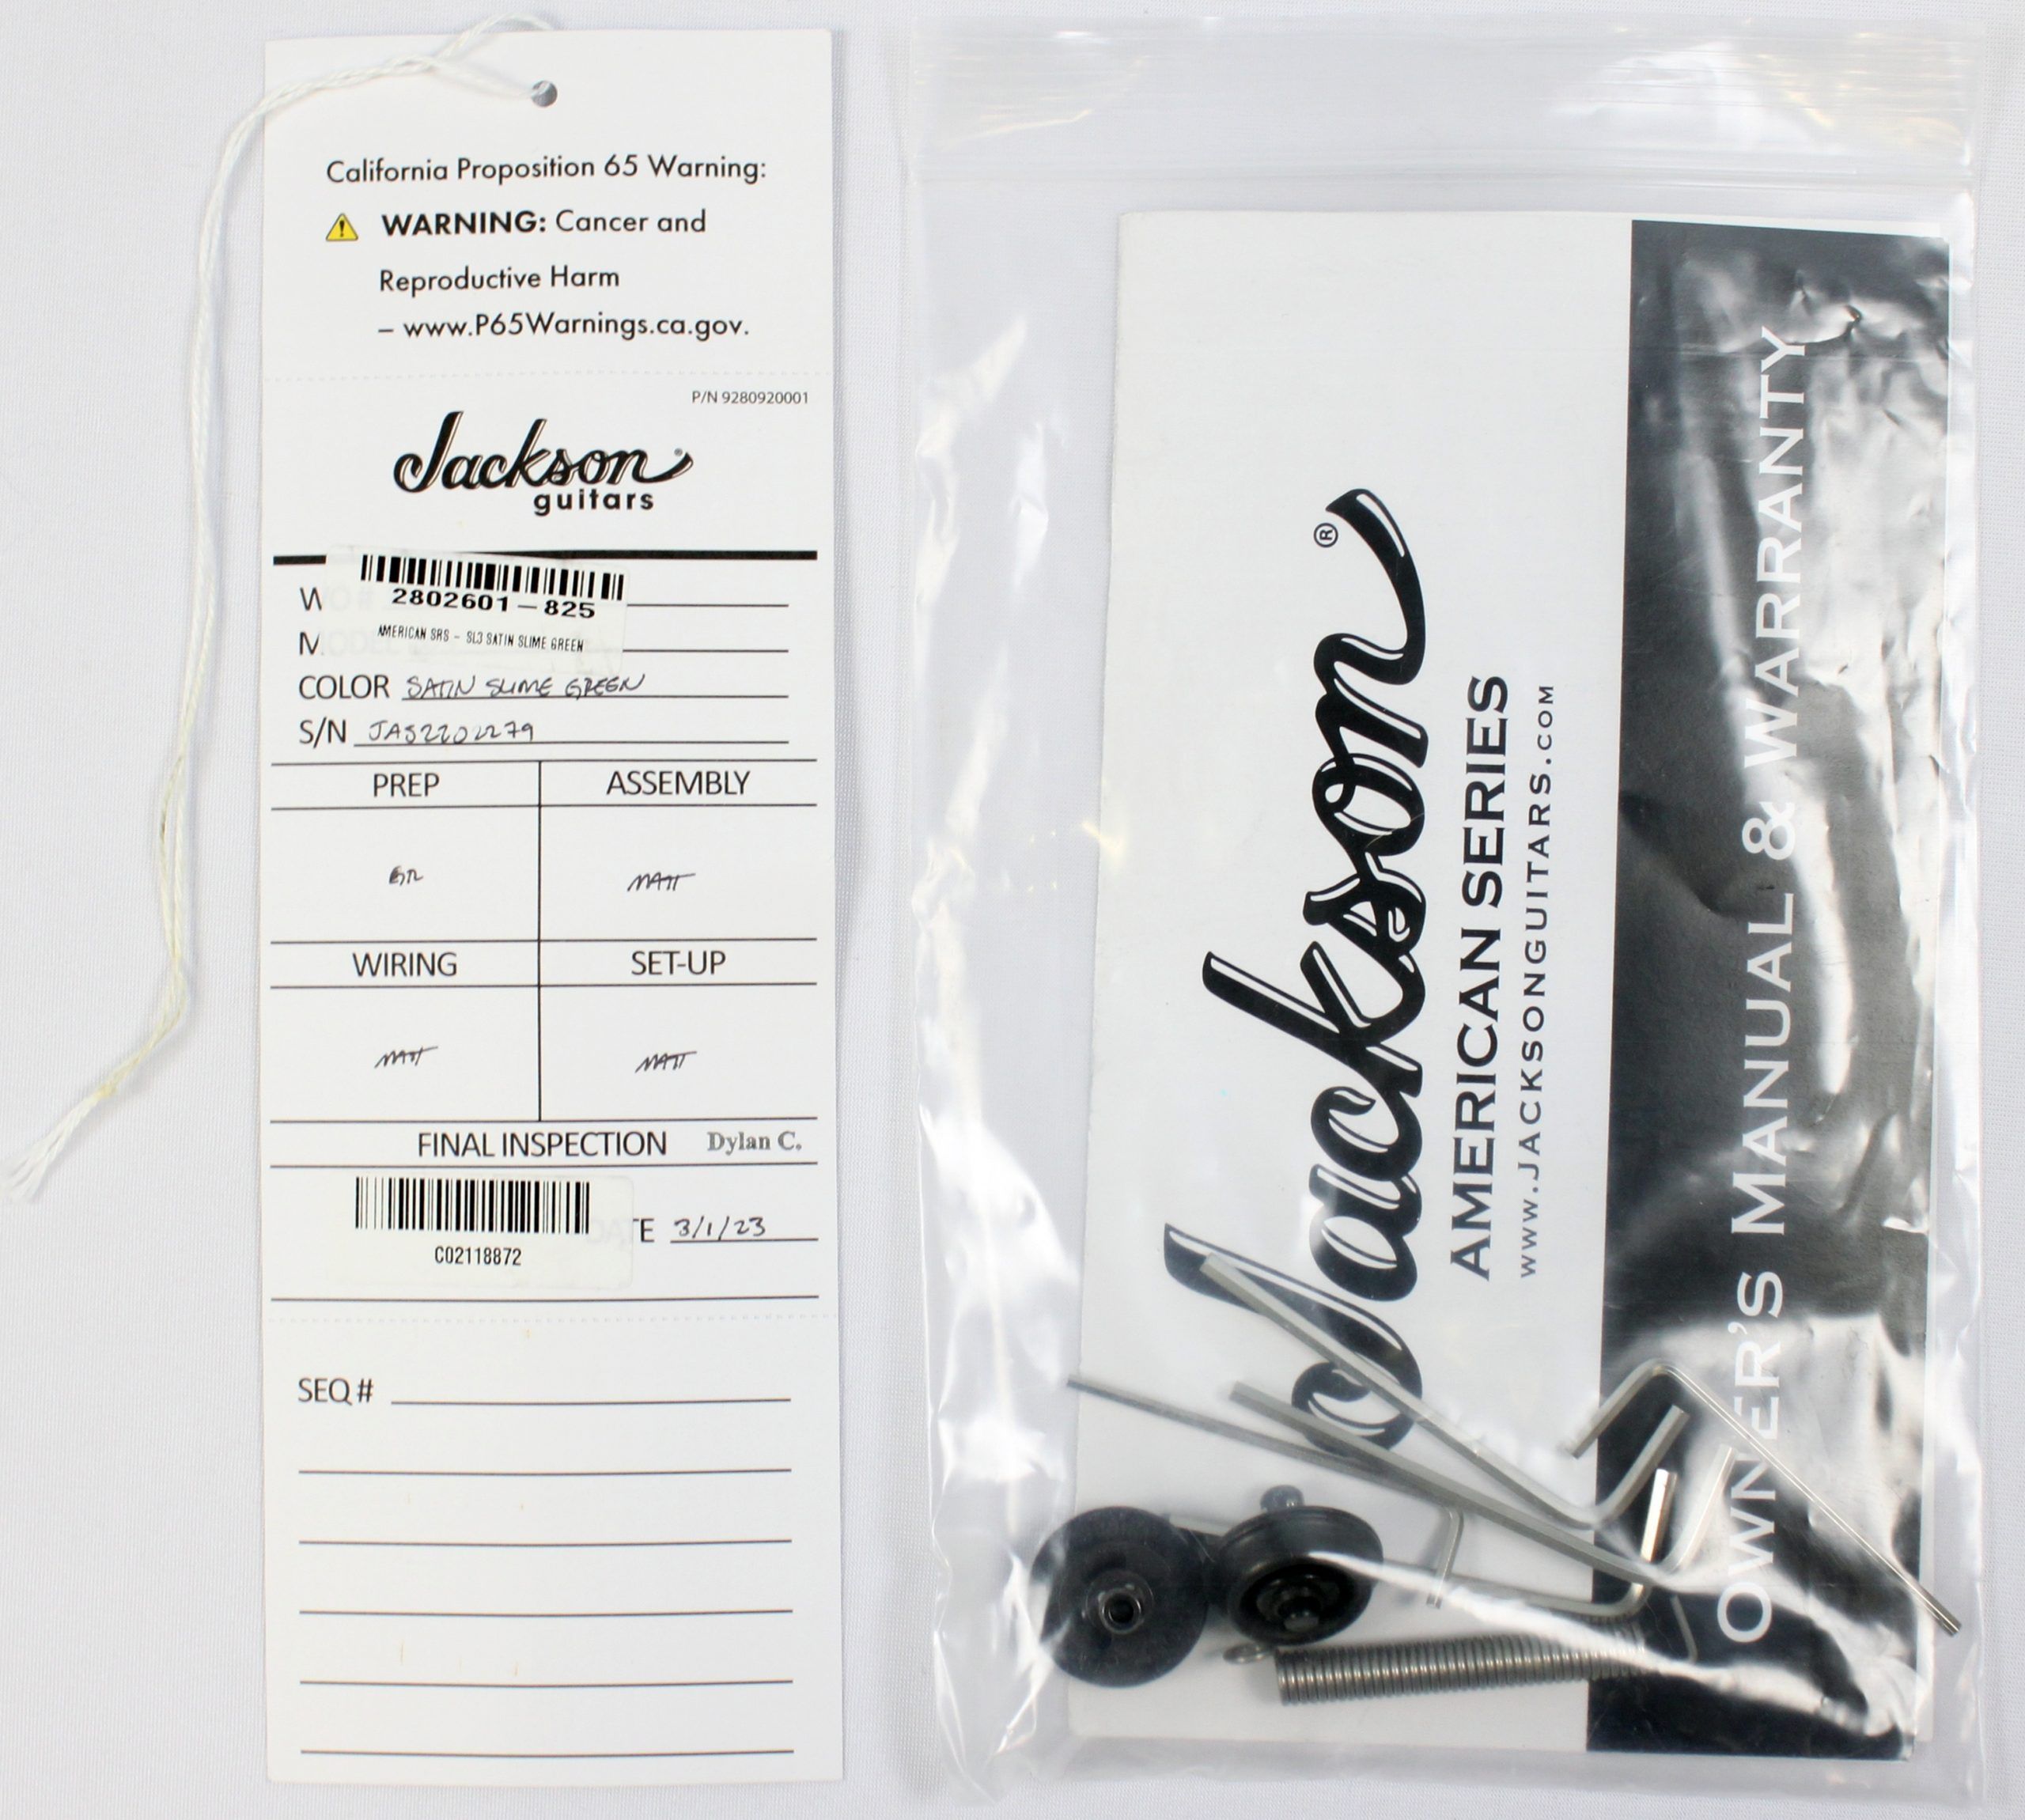 California Proposition 65 Warning:
WARNING: Cancer and
Reproductive Harm
– www.P65Warnings.ca.gov.
P/N 9280920001
Jackson®
guitars
2802601-825
AMERICAN SRS - SL3 SATIN SLIME GREEN
COLOR SATIN SLIME GREEN
S/N
PREP
ASSEMBLY
MATT
WIRING
SET-UP
MATT
MATT
FINAL INSPECTION Dylan C.
DATE 3/1/23
C02118872
SEQ #
Jackson®
AMERICAN SERIES
WWW.JACKSONGUITARS.COM
OWNER'S MANUAL & WARRANTY